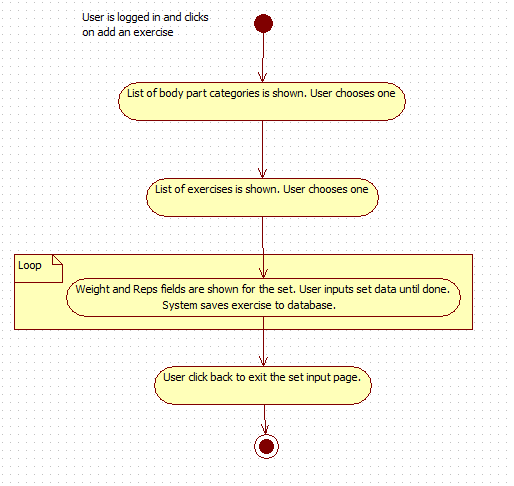 User is logged in and clicks
on add an exercise
List of body part categories is shown. User chooses one
List of exercises is shown. User chooses one
Loop
Weight and Reps fields are shown for the set. User inputs set data until done.
System saves exercise to database.
User click back to exit the set input page.